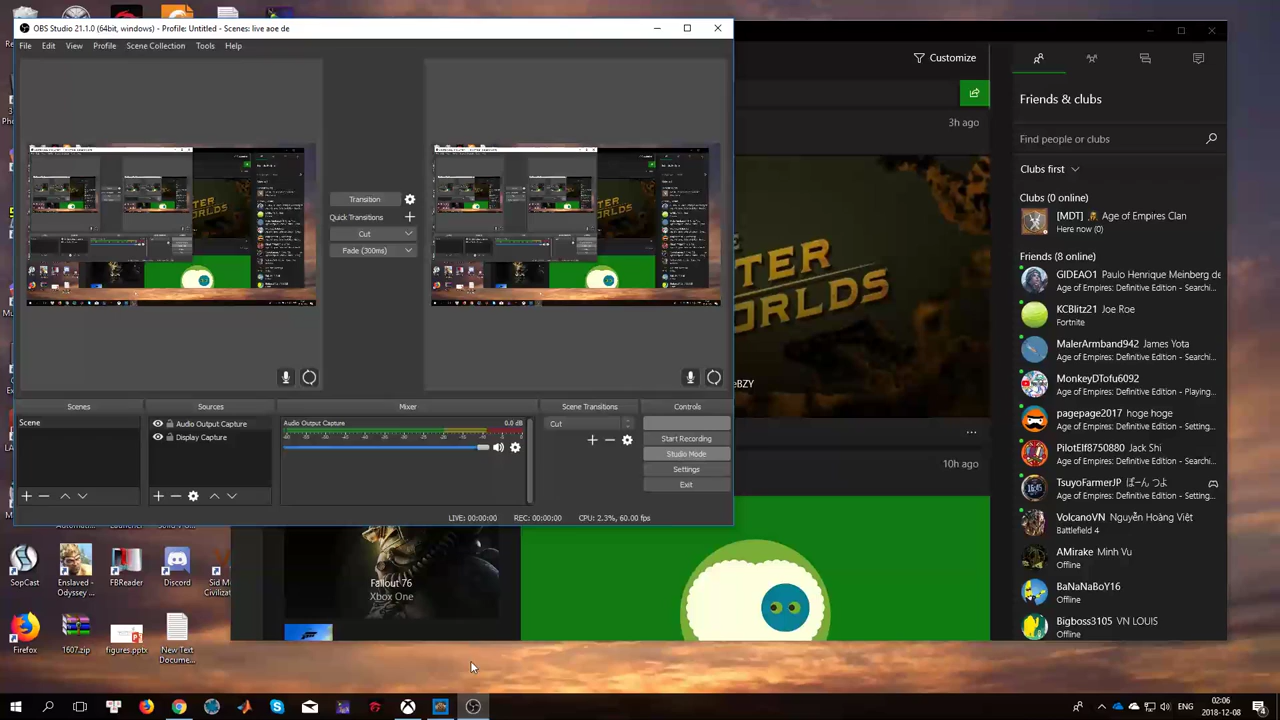 OBS Studio 21.1.0 (64bit, windows) - Profile: Untitled - Scenes: live aoe de
File Edit View Profile Scene Collection Tools Help
Transition
Quick Transitions
Cut
Fade (300ms)
Scenes
Sources
Mixer
Scene Transitions
Controls
Scene
Audio Output Capture
Display Capture
Audio Output Capture
0.0 dB
Cut
Start Recording
Studio Mode
Settings
Exit
LIVE: 00:00:00
REC: 00:00:00
CPU: 2.3%, 60.00 fps
Customize
3h ago
TER
WORLDS
eBZY
10h ago
Fallout 76
Xbox One
Friends & clubs
Find people or clubs
Clubs first
Clubs (0 online)
Age of Empires Clan
Here now (0)
Friends (8 online)
GIDEAO1 Paulo Henrique Meinberg de
Age of Empires: Definitive Edition - Searchi...
KCBlitz21 Joe Roe
Fortnite
MalerArmband942 James Yota
Age of Empires: Definitive Edition - Searchi...
MonkeyDTofu6092
Age of Empires: Definitive Edition - Playing...
pagepage2017 hoge hoge
Age of Empires: Definitive Edition - Setting...
PilotElf8750880 Jack Shi
Age of Empires: Definitive Edition - Searchi...
TsuyoFarmerJP ばーん つよ
Age of Empires: Definitive Edition - Setting...
VolcanoVN Nguyễn Hoàng Việt
Battlefield 4
AMirake Minh Vu
Offline
BaNaNaBoY16
Offline
Bigboss3105 VN LOUIS
Offline
SopCast
Enslaved - Odyssey ...
FBReader
Discord
Sid M
Civilizat
Firefox
1607.zip
figures.pptx
New Text Docume...
02:06
2018-12-08
4